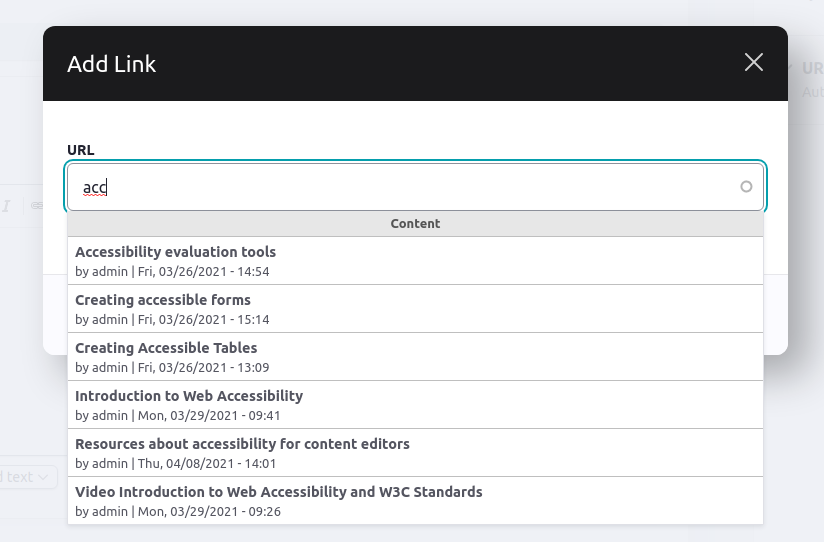 Add Link
UR
Aut
URL
acc
Content
Accessibility evaluation tools
by admin | Fri, 03/26/2021 - 14:54
Creating accessible forms
by admin | Fri, 03/26/2021 - 15:14
Creating Accessible Tables
by admin | Fri, 03/26/2021 - 13:09
Introduction to Web Accessibility
by admin | Mon, 03/29/2021 - 09:41
Resources about accessibility for content editors
by admin | Thu, 04/08/2021 - 14:01
d text
Video Introduction to Web Accessibility and W3C Standards
by admin | Mon, 03/29/2021 - 09:26